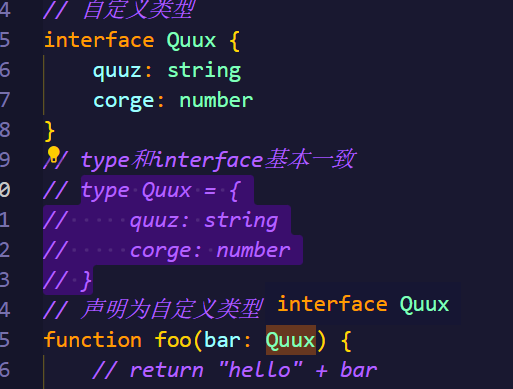 4 // 自定义类型
5 interface Quux {
6 quuz: string
7 corge: number
8 }
9 // type和interface基本一致
0 // type Quux = {
1 // quuz: string
2 // corge: number
3 // }
4 // 声明为自定义类型
interface Quux
5 function foo(bar: Quux) {
6 // return "hello" + bar